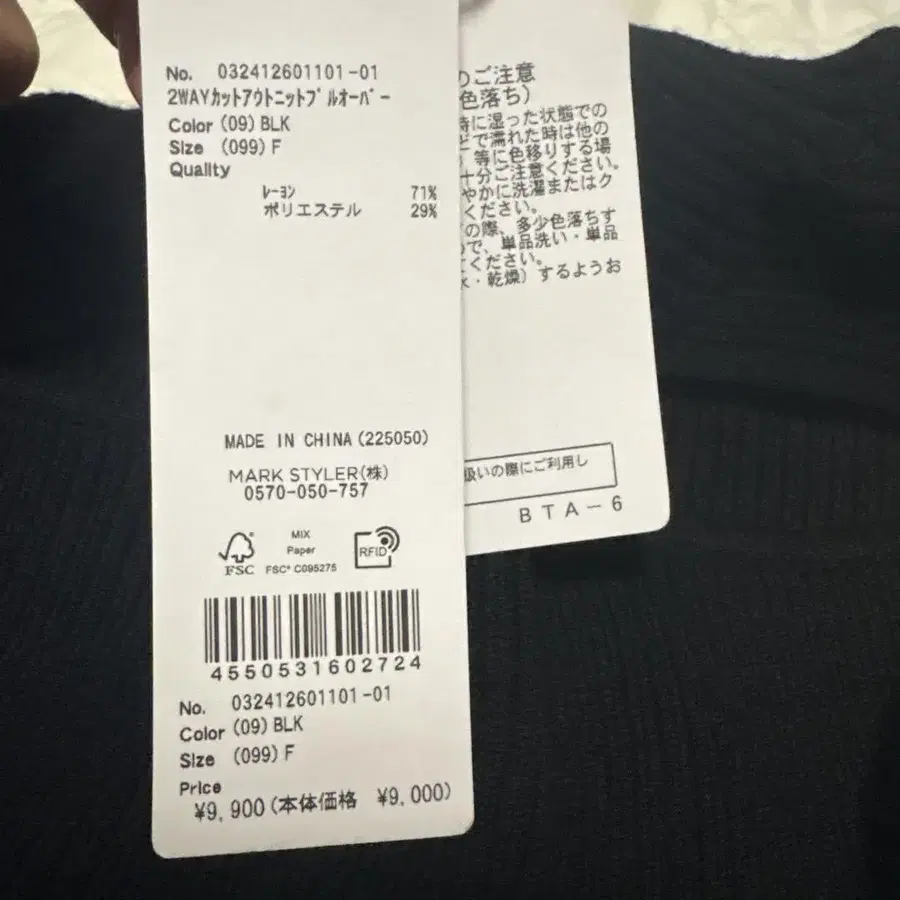 No. 032412601101-01
2WAYカットアウトニットプルオーバー
Color (09) BLK
Size (099) F
Quality
レーヨン 71%
ポリエステル 29%
MADE IN CHINA (225050)
MARK STYLER(株)
0570-050-757
FSC
MIX
Paper
FSC® C095275
RFID
4550531602724
No. 032412601101-01
Color (09) BLK
Size (099) F
Price
¥9,900(本体価格 ¥9,000)
のご注意
色落ち)
時に湿った状態での
どで濡れた時は他の
等に色移りする場
十分ご注意ください。
やかに洗濯またはク
ください。
の際、多少色落ちす
で、単品洗い・単品
ください。
水・乾燥)するようお
扱いの際にご利用し
BTA-6